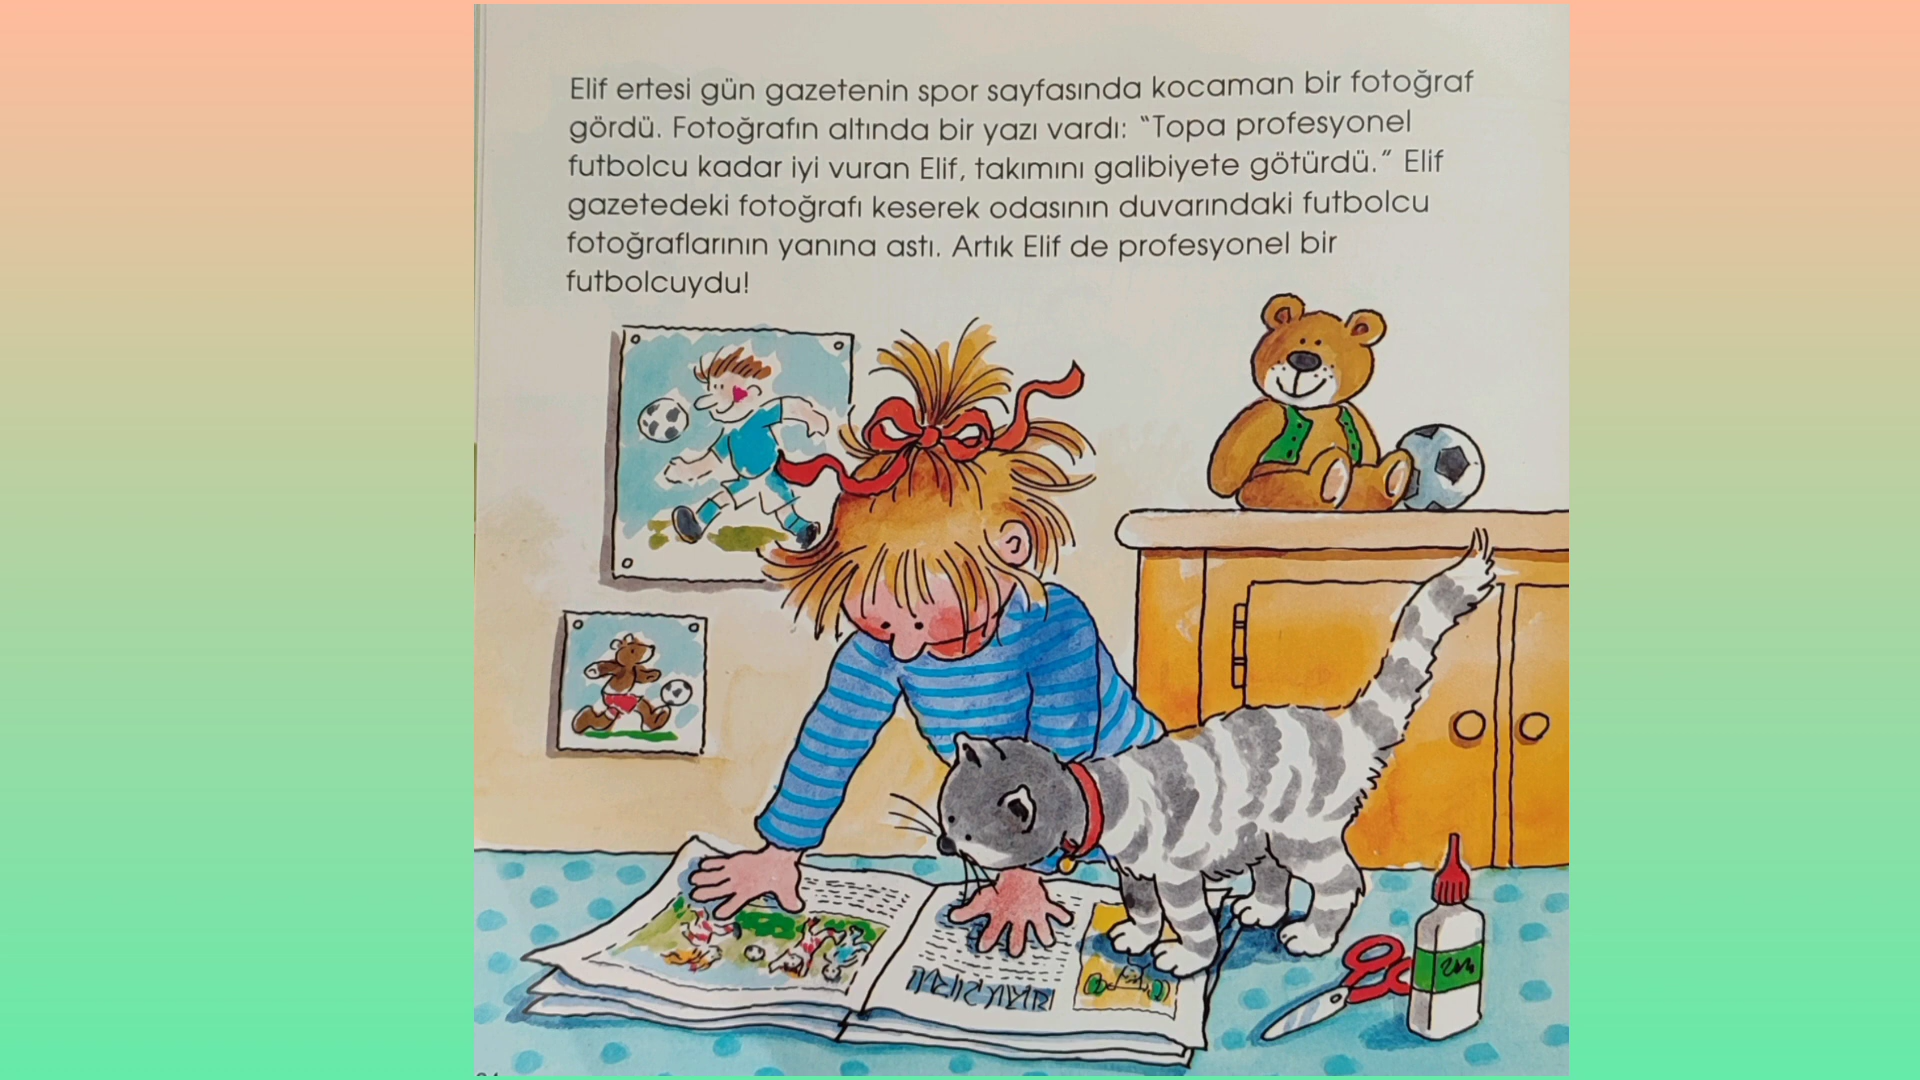 Elif ertesi gün gazetenin spor sayfasında kocaman bir fotoğraf
gördü. Fotoğrafın altında bir yazı vardı: “Topa profesyonel
futbolcu kadar iyi vuran Elif, takımını galibiyete götürdü.” Elif
gazetedeki fotoğrafı keserek odasının duvarındaki futbolcu
fotoğraflarının yanına astı. Artık Elif de profesyonel bir
futbolcuydu!